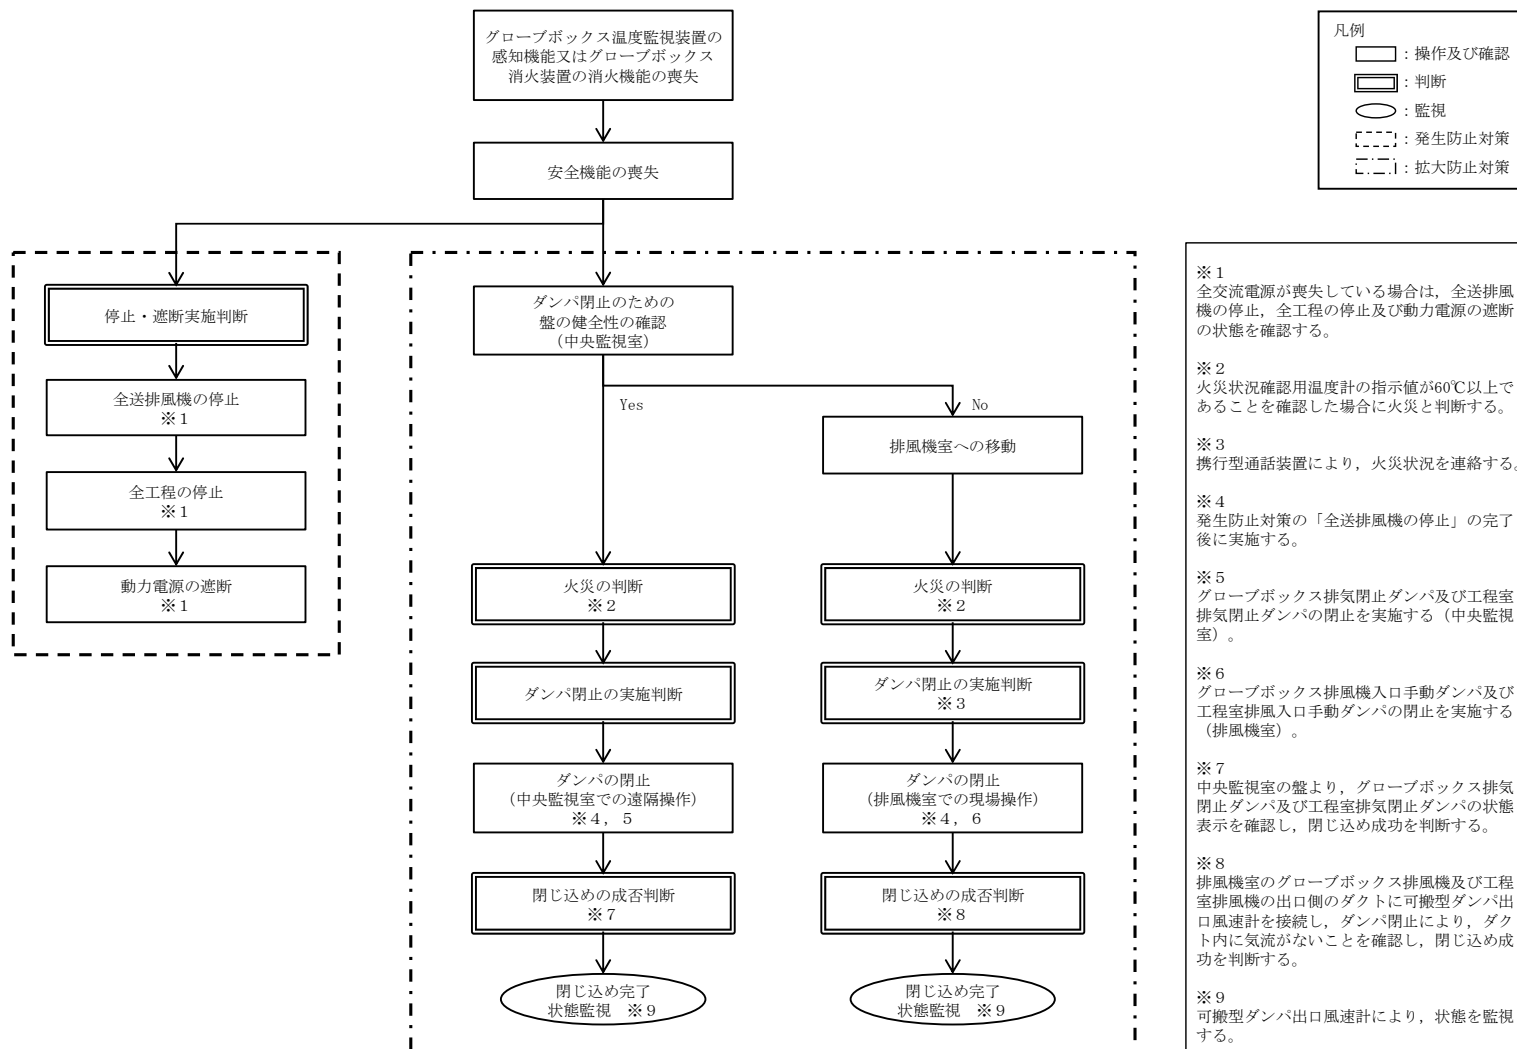 グローブボックス温度監視装置の
感知機能又はグローブボックス
消火装置の消火機能の喪失
安全機能の喪失
凡例
：操作及び確認
：判断
：監視
：発生防止対策
：拡大防止対策
停止・遮断実施判断
全送排風機の停止
※１
全工程の停止
※１
動力電源の遮断
※１
ダンパ閉止のための
盤の健全性の確認
（中央監視室）
Yes
No
排風機室への移動
火災の判断
※２
火災の判断
※２
ダンパ閉止の実施判断
ダンパ閉止の実施判断
※３
ダンパの閉止
（中央監視室での遠隔操作）
※４，５
ダンパの閉止
（排風機室での現場操作）
※４，６
閉じ込めの成否判断
※７
閉じ込めの成否判断
※８
閉じ込め完了
状態監視　※９
閉じ込め完了
状態監視　※９
※１
全交流電源が喪失している場合は，全送排風
機の停止，全工程の停止及び動力電源の遮断
の状態を確認する。
※２
火災状況確認用温度計の指示値が60℃以上で
あることを確認した場合に火災と判断する。
※３
携行型通話装置により，火災状況を連絡する。
※４
発生防止対策の「全送排風機の停止」の完了
後に実施する。
※５
グローブボックス排気閉止ダンパ及び工程室
排気閉止ダンパの閉止を実施する（中央監視
室）。
※６
グローブボックス排風機入口手動ダンパ及び
工程室排風入口手動ダンパの閉止を実施する
（排風機室）。
※７
中央監視室の盤より，グローブボックス排気
閉止ダンパ及び工程室排気閉止ダンパの状態
表示を確認し，閉じ込め成功を判断する。
※８
排風機室のグローブボックス排風機及び工程
室排風機の出口側のダクトに可搬型ダンパ出
口風速計を接続し，ダンパ閉止により，ダク
ト内に気流がないことを確認し，閉じ込め成
功を判断する。
※９
可搬型ダンパ出口風速計により，状態を監視
する。